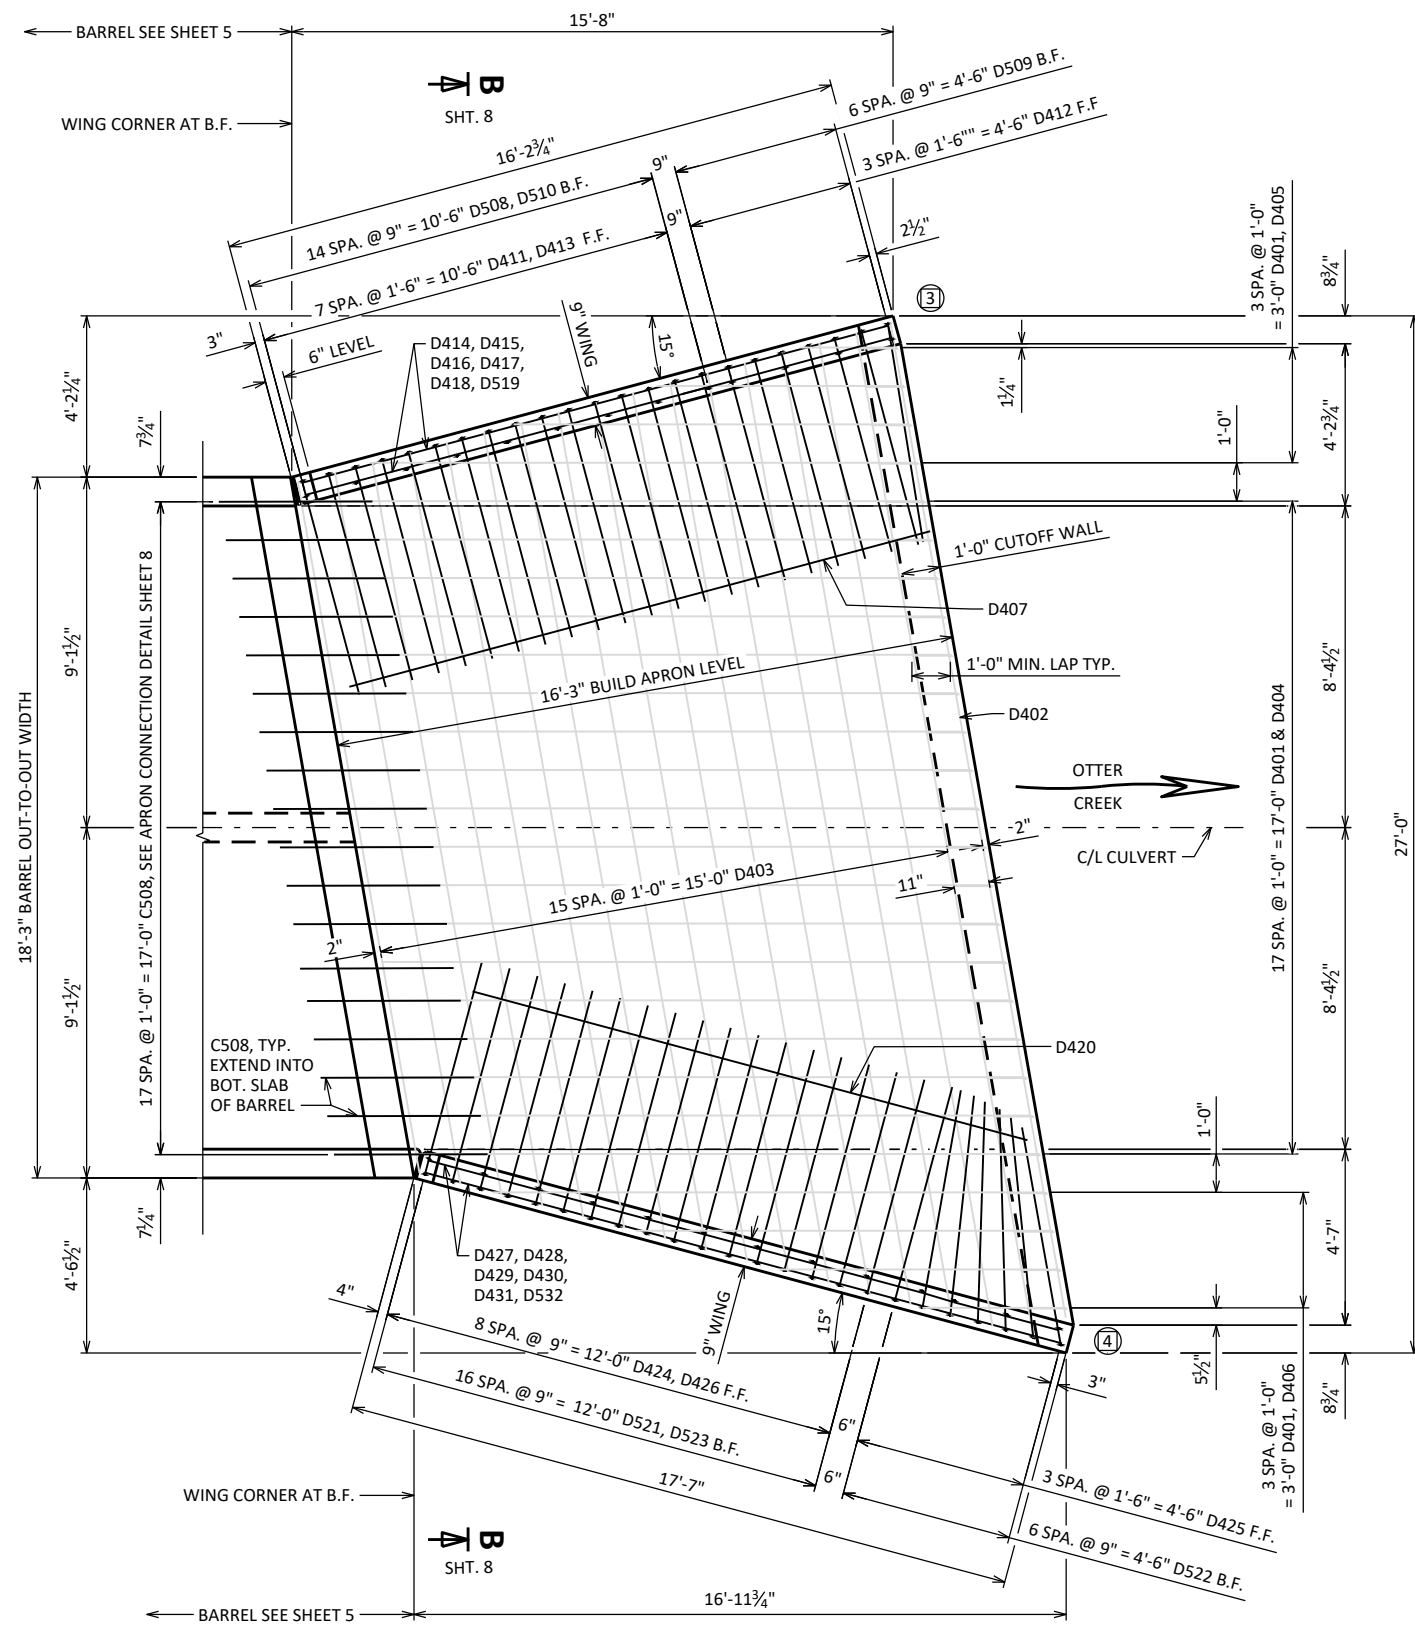 BARREL SEE SHEET 5
15'-8"
B
SHT. 8
WING CORNER AT B.F.
6 SPA. @ 9" = 4'-6" D509 B.F.
3 SPA. @ 1'-6"" = 4'-6" D412 F.F
16'-2¾"
9"
14 SPA. @ 9" = 10'-6" D508, D510 B.F.
9"
7 SPA. @ 1'-6" = 10'-6" D411, D413 F.F.
2½"
3 SPA. @ 1'-0"
= 3'-0" D401, D405
8¾"
3"
6" LEVEL
9" WING
15°
3
D414, D415,
D416, D417,
D418, D519
4'-2¼"
7¾"
1¼"
1'-0"
4'-2¾"
1'-0" CUTOFF WALL
D407
16'-3" BUILD APRON LEVEL
1'-0" MIN. LAP TYP.
D402
9'-1½"
8'-4½"
18'-3" BARREL OUT-TO-OUT WIDTH
17 SPA. @ 1'-0" = 17'-0" C508, SEE APRON CONNECTION DETAIL SHEET 8
17 SPA. @ 1'-0" = 17'-0" D401 & D404
OTTER
CREEK
27'-0"
2"
C/L CULVERT
15 SPA. @ 1'-0" = 15'-0" D403
11"
2"
9'-1½"
8'-4½"
C508, TYP.
EXTEND INTO
BOT. SLAB
OF BARREL
D420
1'-0"
7¼"
4'-6½"
4'-7"
D427, D428,
D429, D430,
D431, D532
4"
9" WING
15°
4
8 SPA. @ 9" = 12'-0" D424, D426 F.F.
16 SPA. @ 9" = 12'-0" D521, D523 B.F.
3"
5½"
3 SPA. @ 1'-0"
= 3'-0" D401, D406
8¾"
6"
6"
17'-7"
3 SPA. @ 1'-6" = 4'-6" D425 F.F.
6 SPA. @ 9" = 4'-6" D522 B.F.
WING CORNER AT B.F.
B
SHT. 8
BARREL SEE SHEET 5
16'-11¾"